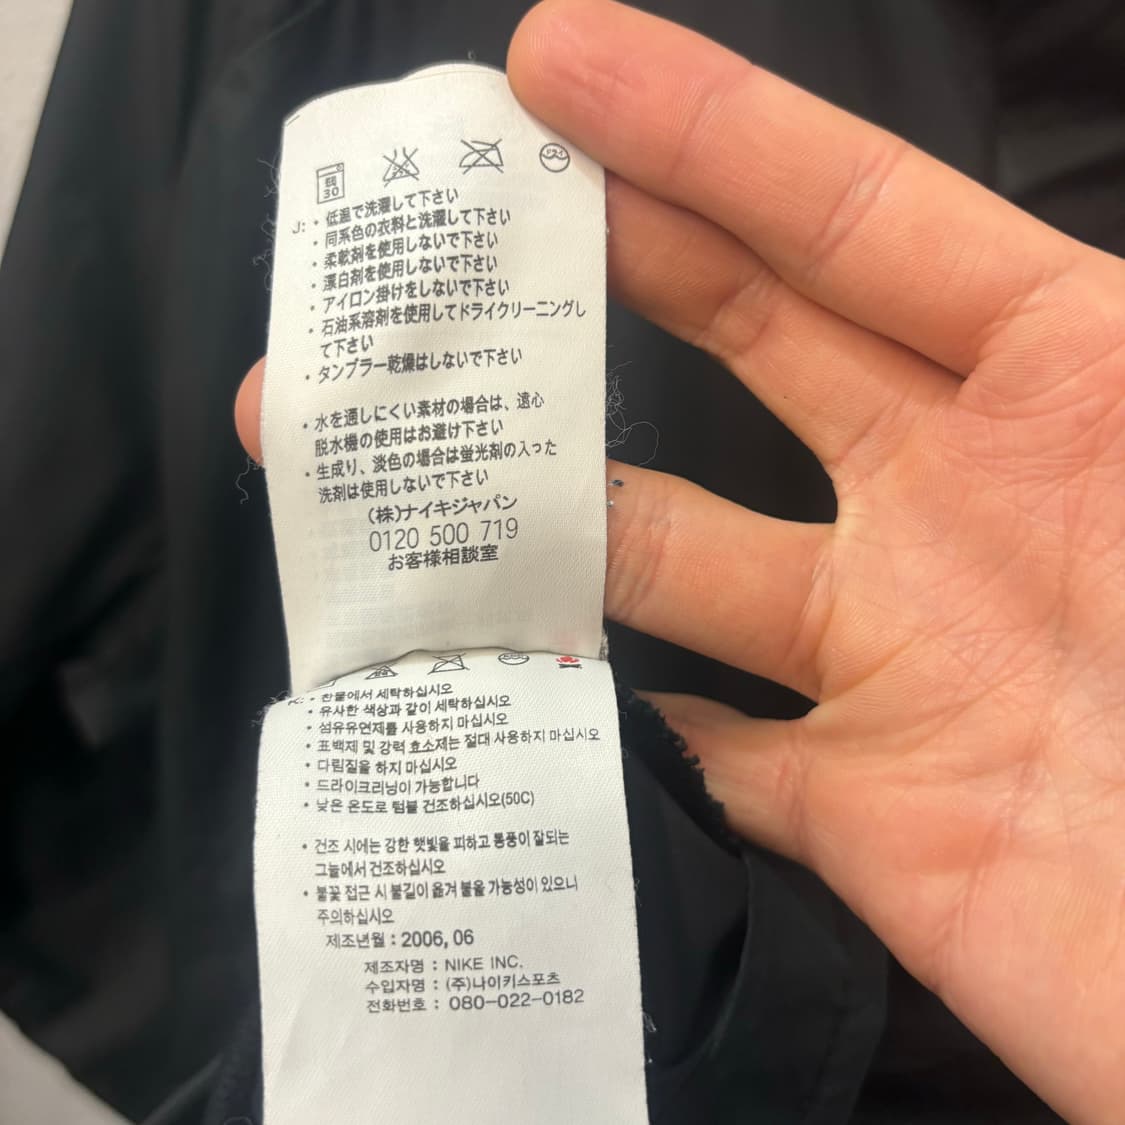 弱
30
ドライ
J: ・低温で洗濯して下さい
・同系色の衣料と洗濯して下さい
・柔軟剤を使用しないで下さい
・漂白剤を使用しないで下さい
・アイロン掛けをしないで下さい
・石油系溶剤を使用してドライクリーニングし
て下さい
・タンブラー乾燥はしないで下さい
・水を通しにくい素材の場合は、遠心
脱水機の使用はお避け下さい
・生成り、淡色の場合は蛍光剤の入った
洗剤は使用しないで下さい
(株)ナイキジャパン
0120 500 719
お客様相談室
K: ・찬물에서 세탁하십시오
・유사한 색상과 같이 세탁하십시오
・섬유유연제를 사용하지 마십시오
・표백제 및 강력 효소제는 절대 사용하지 마십시오
・다림질을 하지 마십시오
・드라이크리닝이 가능합니다
・낮은 온도로 텀블 건조하십시오(50C)
・건조 시에는 강한 햇빛을 피하고 통풍이 잘되는
그늘에서 건조하십시오
・불꽃 접근 시 불길이 옮겨 붙을 가능성이 있으니
주의하십시오
제조년월 : 2006, 06
제조자명 : NIKE INC.
수입자명 : (주)나이키스포츠
전화번호 : 080-022-0182